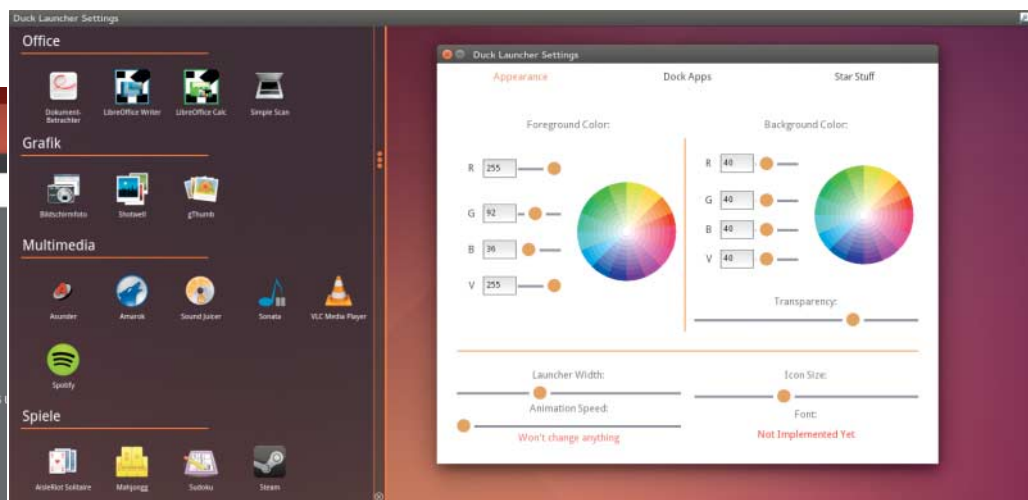 Duck Launcher Settings
Office
Dokument-
Betrachter
LibreOffice Writer
LibreOffice Calc
Simple Scan
Grafik
Bildschirmfoto
Shotwell
gThumb
Multimedia
Asunder
Amarok
Sound Juicer
Sonata
VLC Media Player
Spotify
Spiele
AisleRiot Solitaire
Mahjongg
Sudoku
Steam
Duck Launcher Settings
Appearance
Dock Apps
Star Stuff
Foreground Color:
R 255
G 92
B 36
V 255
Background Color:
R 40
G 40
B 40
V 40
Transparency:
Launcher Width:
Icon Size:
Animation Speed:
Won't change anything
Font:
Not Implemented Yet